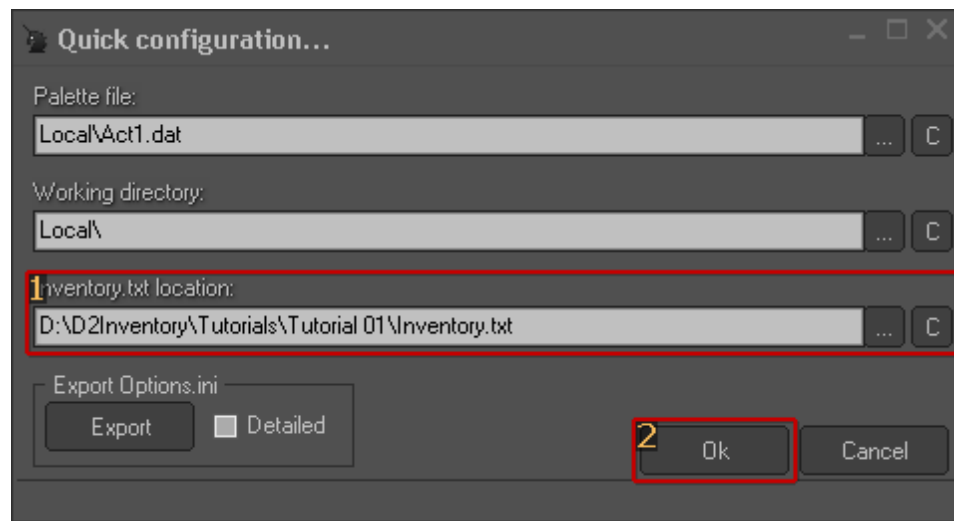 Quick configuration...
Palette file:
Local\Act1.dat
... C
Working directory:
Local\
... C
1
Inventory.txt location:
D:\D2Inventory\Tutorials\Tutorial 01\Inventory.txt
... C
Export Options.ini
Export Detailed
2
Ok Cancel